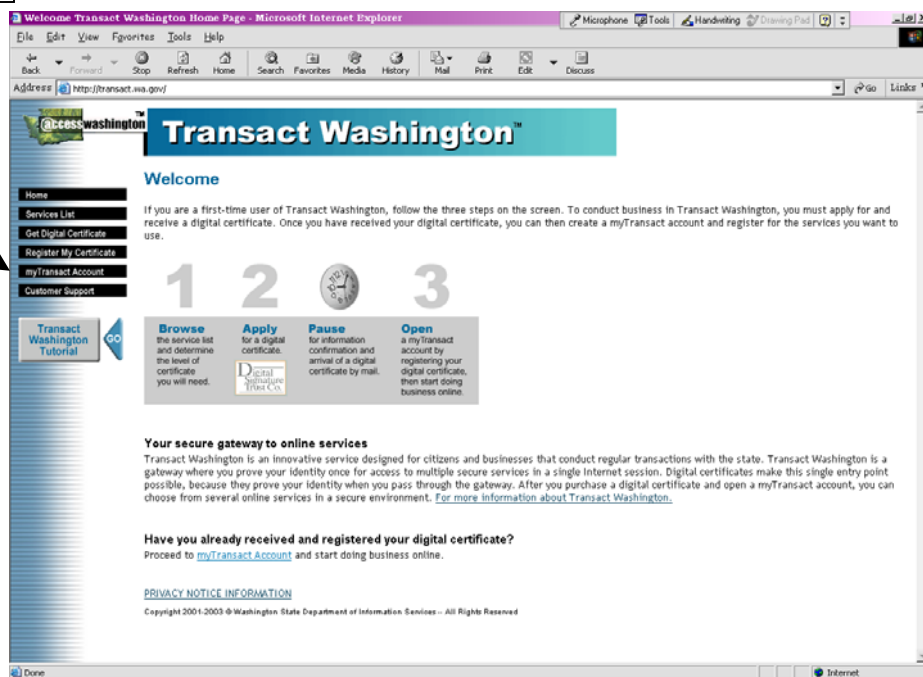 Welcome Transact Washington Home Page - Microsoft Internet Explorer
Microphone Tools Handwriting Drawing Pad
File Edit View Favorites Tools Help
Back Forward Stop Refresh Home Search Favorites Media History Mail Print Edit Discuss
Address http://transact.wa.gov/ Go Links
accesswashington TM
Transact Washington™
Home
Services List
Get Digital Certificate
Register My Certificate
myTransact Account
Customer Support
Transact
Washington
Tutorial
GO
Welcome
If you are a first-time user of Transact Washington, follow the three steps on the screen. To conduct business in Transact Washington, you must apply for and
receive a digital certificate. Once you have received your digital certificate, you can then create a myTransact account and register for the services you want to
use.
1 2 3
Browse
the service list
and determine
the level of
certificate
you will need.
Apply
for a digital
certificate.
Digital
Signature
Trust Co.
Pause
for information
confirmation and
arrival of a digital
certificate by mail.
Open
a myTransact
account by
registering your
digital certificate,
then start doing
business online.
Your secure gateway to online services
Transact Washington is an innovative service designed for citizens and businesses that conduct regular transactions with the state. Transact Washington is a
gateway where you prove your identity once for access to multiple secure services in a single Internet session. Digital certificates make this single entry point
possible, because they prove your identity when you pass through the gateway. After you purchase a digital certificate and open a myTransact account, you can
choose from several online services in a secure environment. For more information about Transact Washington.
Have you already received and registered your digital certificate?
Proceed to myTransact Account and start doing business online.
PRIVACY NOTICE INFORMATION
Copyright 2001-2003 © Washington State Department of Information Services -- All Rights Reserved
Done
Internet